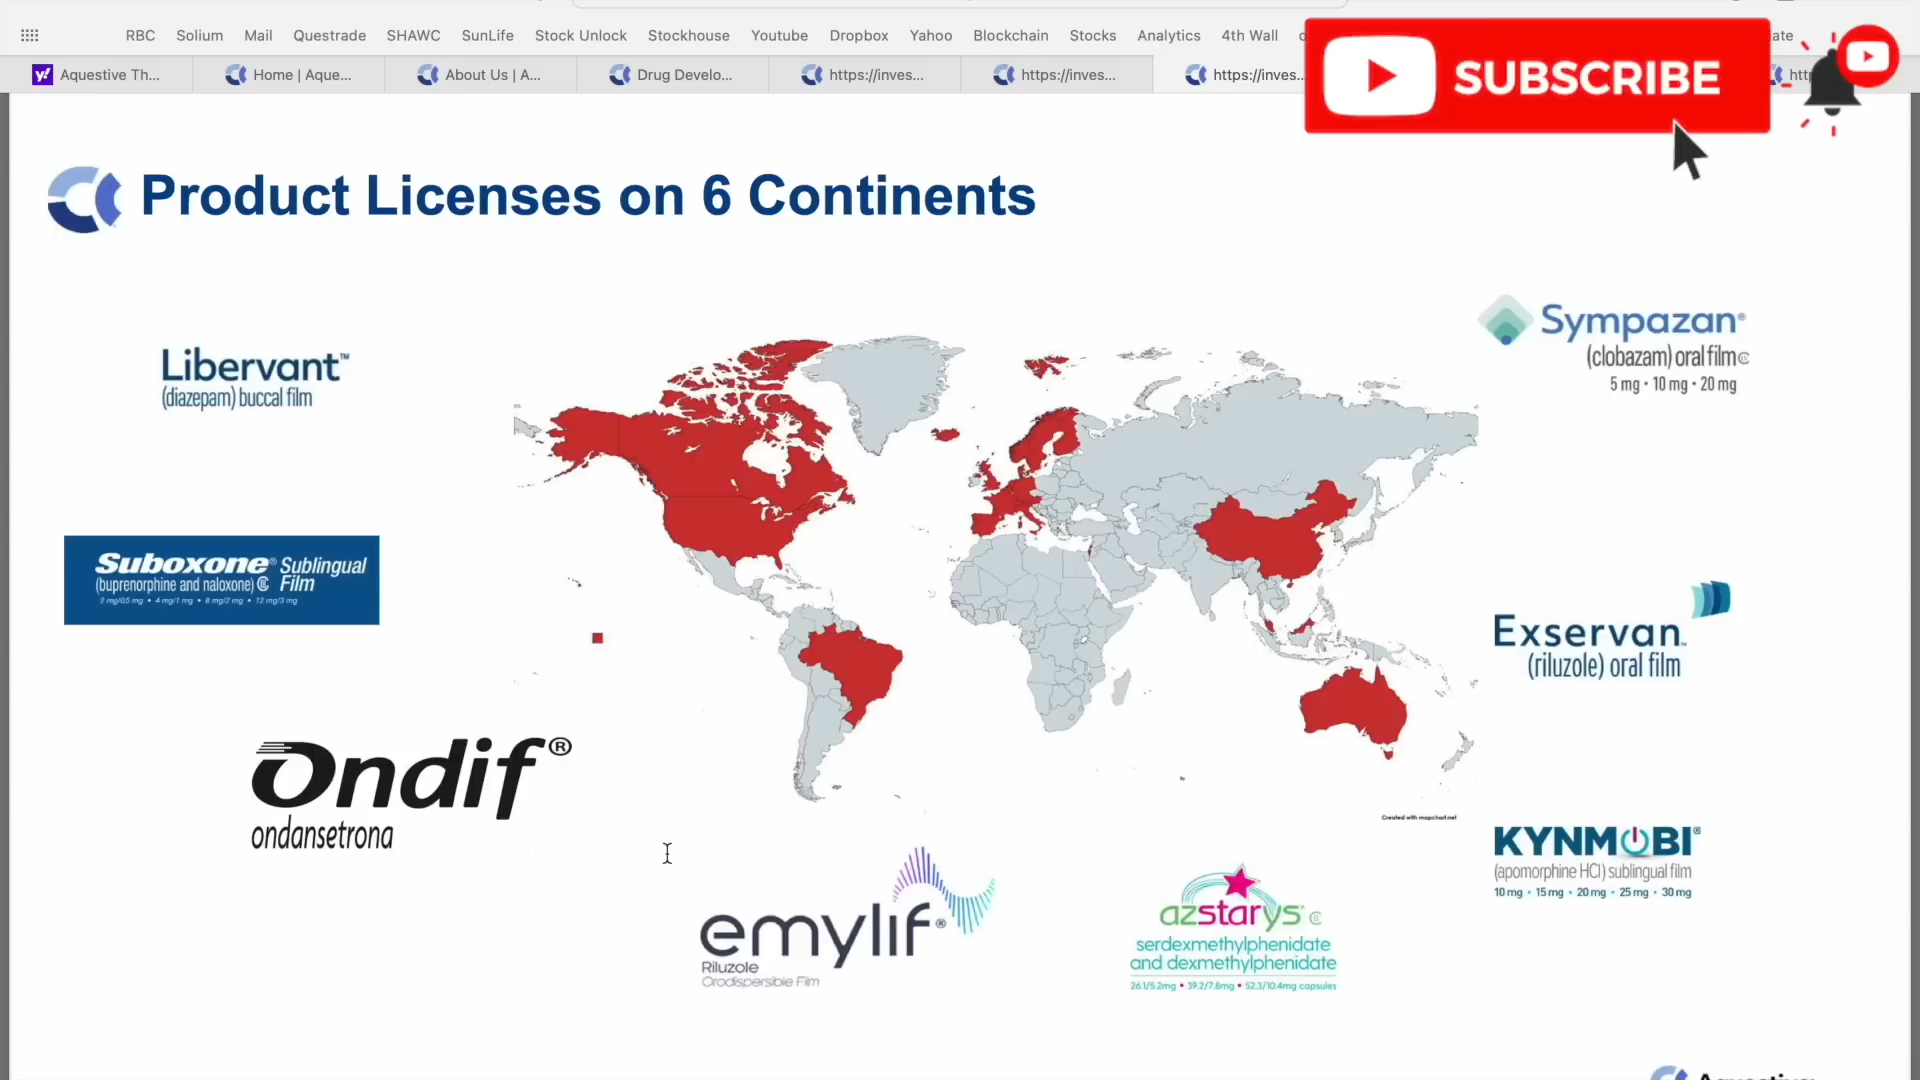 RBC Solium Mail Questrade SHAWC SunLife Stock Unlock Stockhouse Youtube Dropbox Yahoo Blockchain Stocks Analytics 4th Wall
Aquestive Th... Home | Aque... About Us | A... Drug Develo... https://inves... https://inves... https://inves...
SUBSCRIBE
Product Licenses on 6 Continents
Sympazan®
(clobazam) oral film
5 mg • 10 mg • 20 mg
Libervant™
(diazepam) buccal film
Suboxone® Sublingual
(buprenorphine and naloxone) Film
2 mg/0.5 mg • 4 mg/1 mg • 8 mg/2 mg • 12 mg/3 mg
Exservan™
(riluzole) oral film
Ondif®
ondansetrona
Created with mapchart.net
KYNMOBI®
(apomorphine HCl) sublingual film
10 mg • 15 mg • 20 mg • 25 mg • 30 mg
emylif®
Riluzole
Orodispersible Film
azstarys
serdexmethylphenidate
and dexmethylphenidate
26.1/5.2mg • 39.2/7.8mg • 52.3/10.4mg capsules